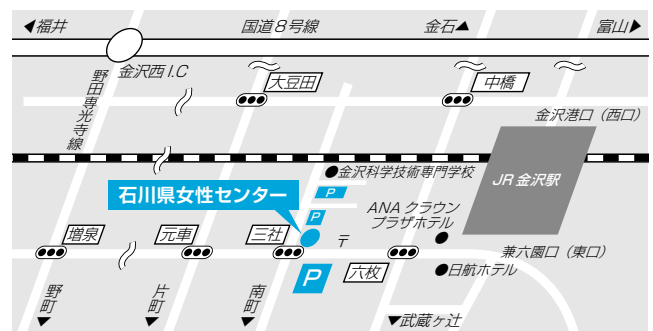 ◀福井
国道8号線
金石▲
富山▶
金沢西I.C
野田専光寺線
大豆田
中橋
金沢港口（西口）
●金沢科学技術専門学校
JR金沢駅
P
石川県女性センター
P
ANAクラウン
プラザホテル
増泉
元車
三社
〒
兼六園口（東口）
P
六枚
●日航ホテル
野町
▼
片町
▼
南町
▼
▼武蔵ヶ辻